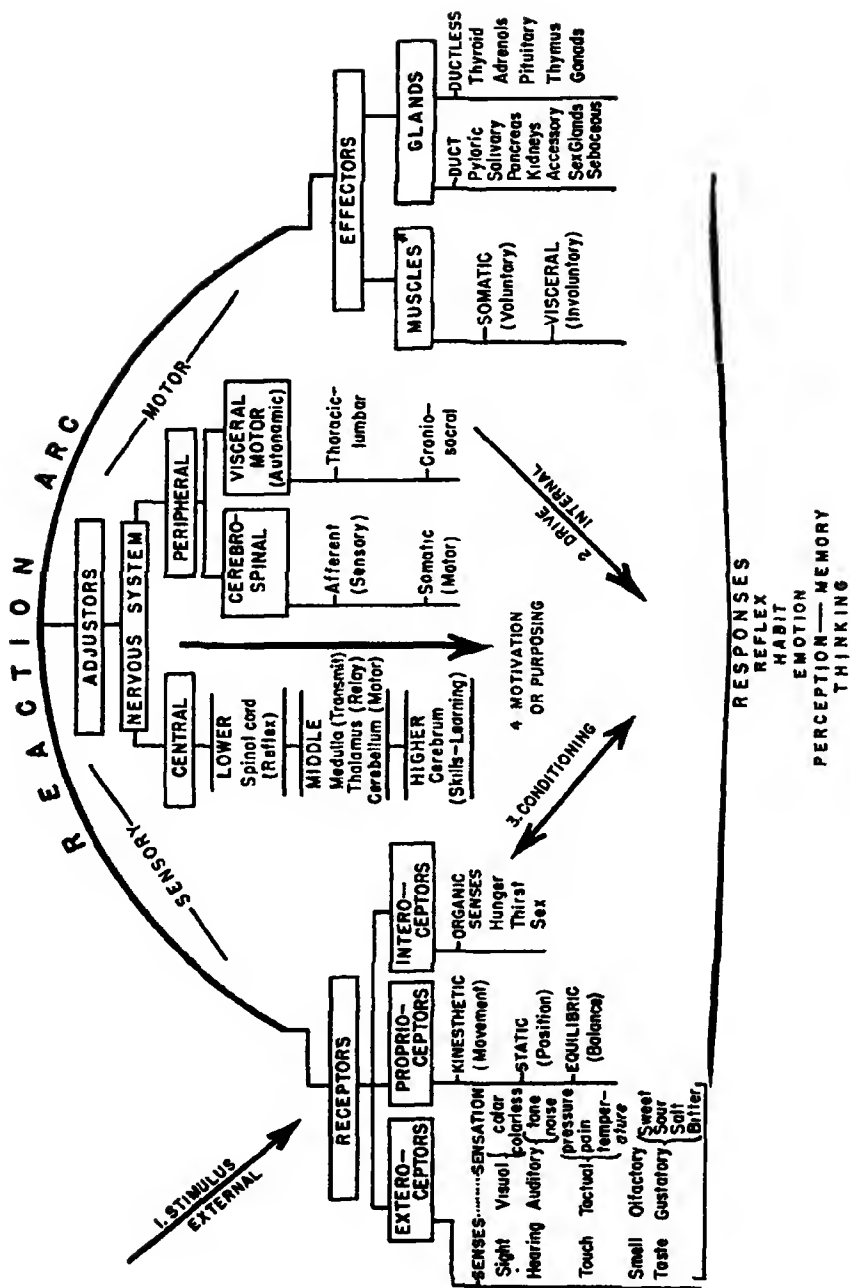 REACTION ARC
SENSORY
MOTOR
1. STIMULUS
EXTERNAL
RECEPTORS
EXTERO-
CEPTORS
SENSES........SENSATION
Sight Visual { color
colorless
Hearing Auditory { tone
noise
Touch Tactual { pressure
pain
temper-
ature
Smell Olfactory
Taste Gustatory { Sweet
Sour
Salt
Bitter
PROPRIO-
CEPTORS
KINESTHETIC
(Movement)
STATIC
(Position)
EQUILIBRIC
(Balance)
INTERO-
CEPTORS
ORGANIC
SENSES
Hunger
Thirst
Sex
ADJUSTORS
NERVOUS SYSTEM
CENTRAL
LOWER
Spinal cord
(Reflex)
MIDDLE
Medulla (Transmit)
Thalamus (Relay)
Cerebellum (Motor)
HIGHER
Cerebrum
(Skills-Learning)
PERIPHERAL
CEREBRO-
SPINAL
Afferent
(Sensory)
Somatic
(Motor)
VISCERAL
MOTOR
(Autonomic)
Thoracic-
lumbar
Cranio-
sacral
EFFECTORS
MUSCLES
SOMATIC
(Voluntary)
VISCERAL
(Involuntary)
GLANDS
DUCT
Pyloric
Salivary
Pancreas
Kidneys
Accessory
Sex Glands
Sebaceous
DUCTLESS
Thyroid
Adrenols
Pituitary
Thymus
Gonads
3. CONDITIONING
4 MOTIVATION
OR PURPOSING
2 DRIVE
INTERNAL
RESPONSES
REFLEX
HABIT
EMOTION
PERCEPTION — MEMORY
THINKING